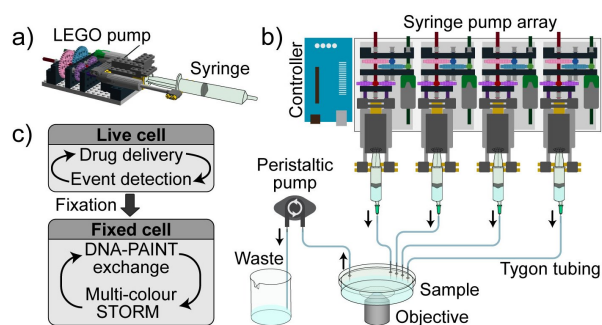 a)
LEGO pump
Syringe
b)
Syringe pump array
Controller
c)
Live cell
Drug delivery
Event detection
Fixation
Fixed cell
DNA-PAINT
exchange
Multi-colour
STORM
Peristaltic
pump
Waste
Tygon tubing
Sample
Objective